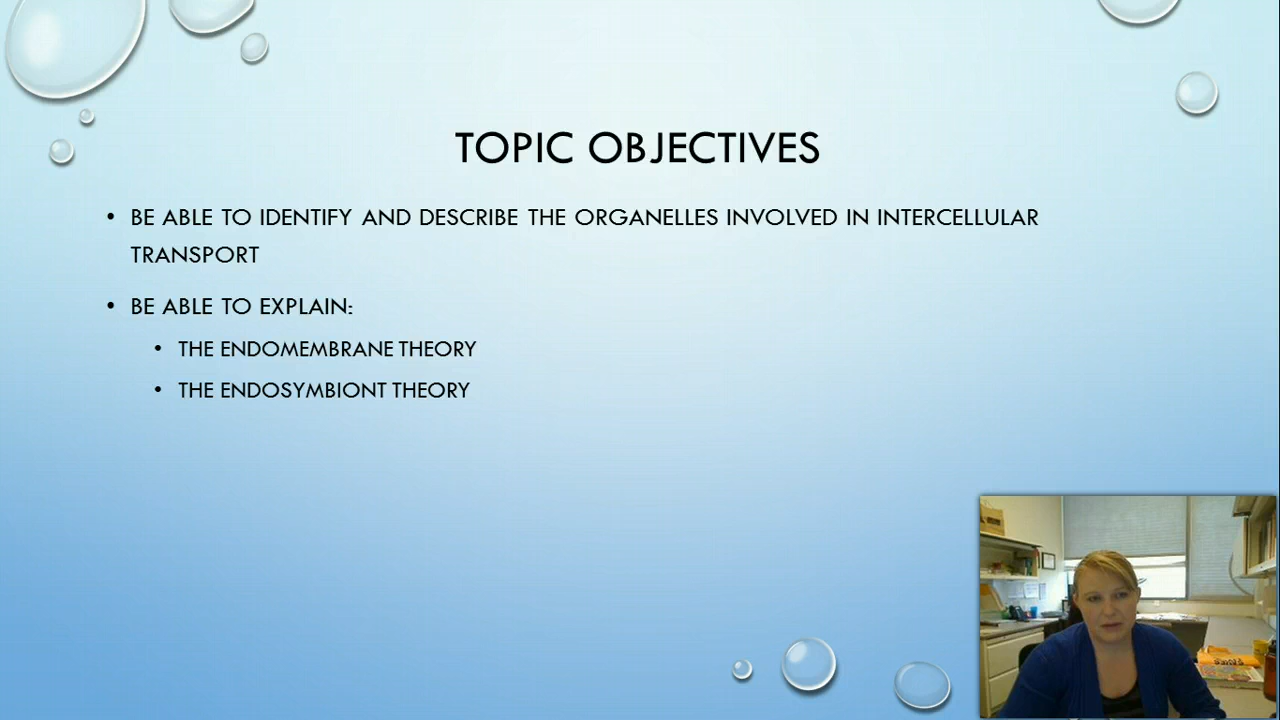 TOPIC OBJECTIVES
• BE ABLE TO IDENTIFY AND DESCRIBE THE ORGANELLES INVOLVED IN INTERCELLULAR
TRANSPORT
• BE ABLE TO EXPLAIN:
• THE ENDOMEMBRANE THEORY
• THE ENDOSYMBIONT THEORY